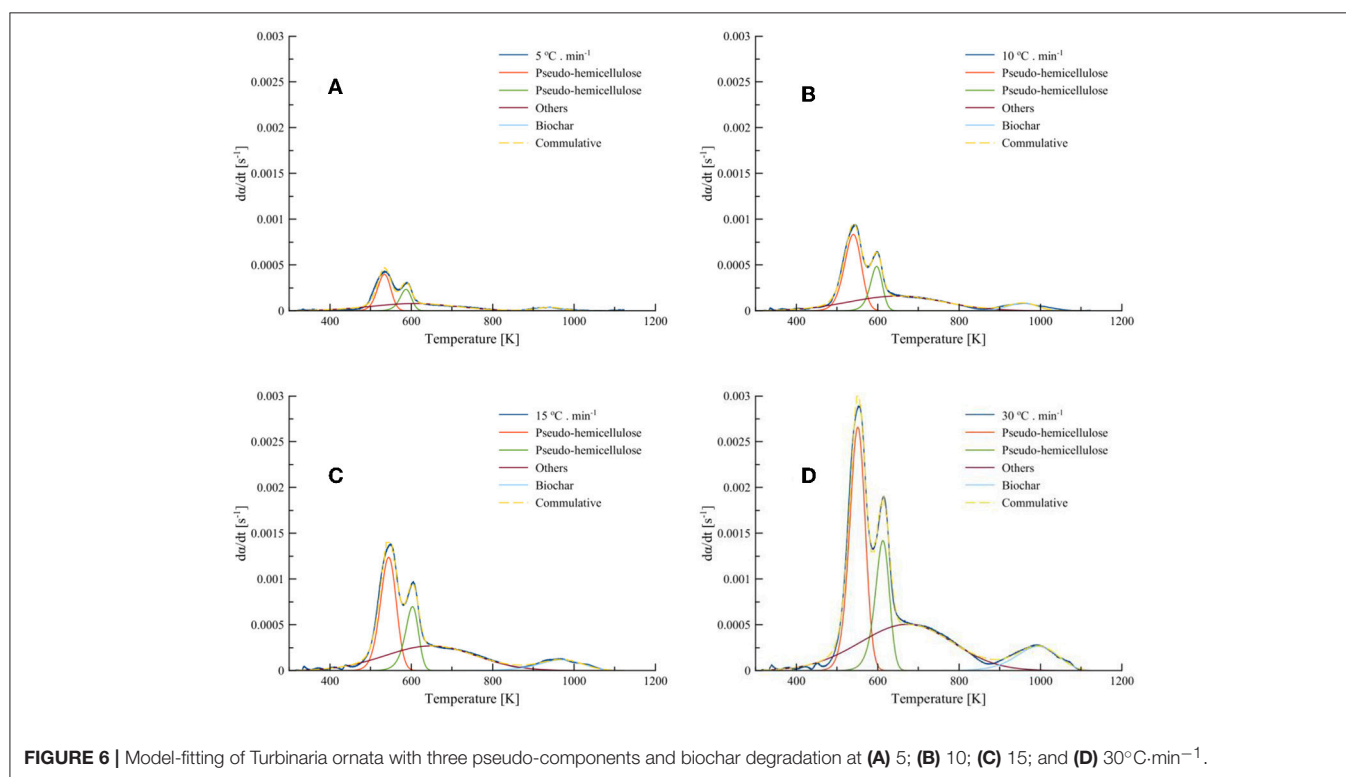 0.003
0.0025
0.002
0.0015
0.001
0.0005
0
dα/dt [s⁻¹]
400 600 800 1000 1200
Temperature [K]
A
5 ºC . min⁻¹
Pseudo-hemicellulose
Pseudo-hemicellulose
Others
Biochar
Commulative
0.003
0.0025
0.002
0.0015
0.001
0.0005
0
dα/dt [s⁻¹]
400 600 800 1000 1200
Temperature [K]
B
10 ºC . min⁻¹
Pseudo-hemicellulose
Pseudo-hemicellulose
Others
Biochar
Commulative
0.003
0.0025
0.002
0.0015
0.001
0.0005
0
dα/dt [s⁻¹]
400 600 800 1000 1200
Temperature [K]
C
15 ºC . min⁻¹
Pseudo-hemicellulose
Pseudo-hemicellulose
Others
Biochar
Commulative
0.003
0.0025
0.002
0.0015
0.001
0.0005
0
dα/dt [s⁻¹]
400 600 800 1000 1200
Temperature [K]
D
30 ºC . min⁻¹
Pseudo-hemicellulose
Pseudo-hemicellulose
Others
Biochar
Commulative
FIGURE 6 | Model-fitting of Turbinaria ornata with three pseudo-components and biochar degradation at (A) 5; (B) 10; (C) 15; and (D) 30°C·min⁻¹.